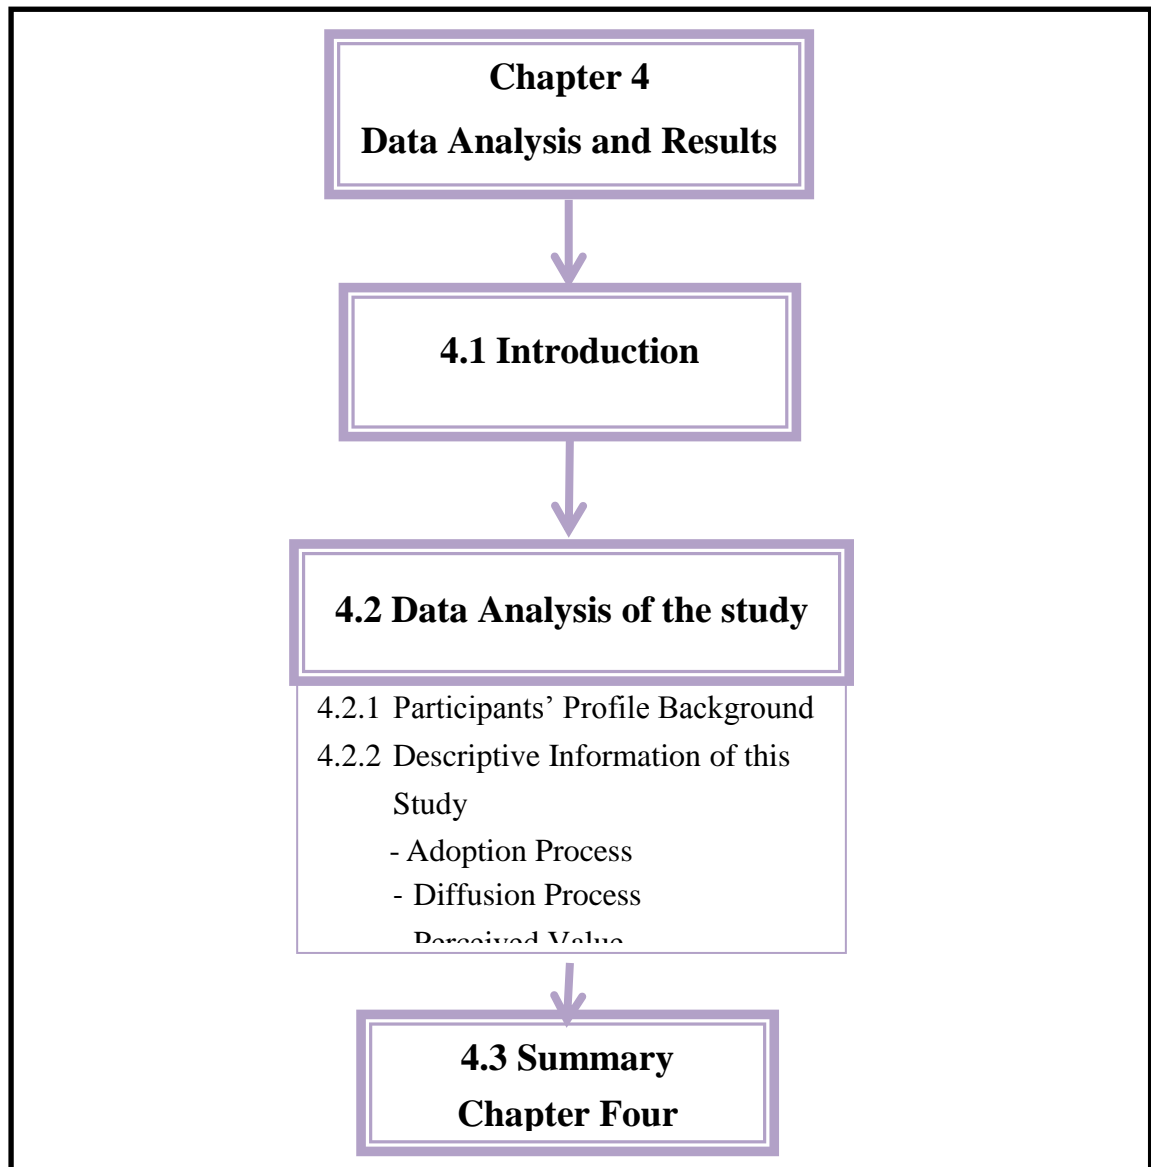 Chapter 4
Data Analysis and Results
4.1 Introduction
4.2 Data Analysis of the study
4.2.1 Participants’ Profile Background
4.2.2 Descriptive Information of this
Study
- Adoption Process
- Diffusion Process
Perceived Value
4.3 Summary
Chapter Four